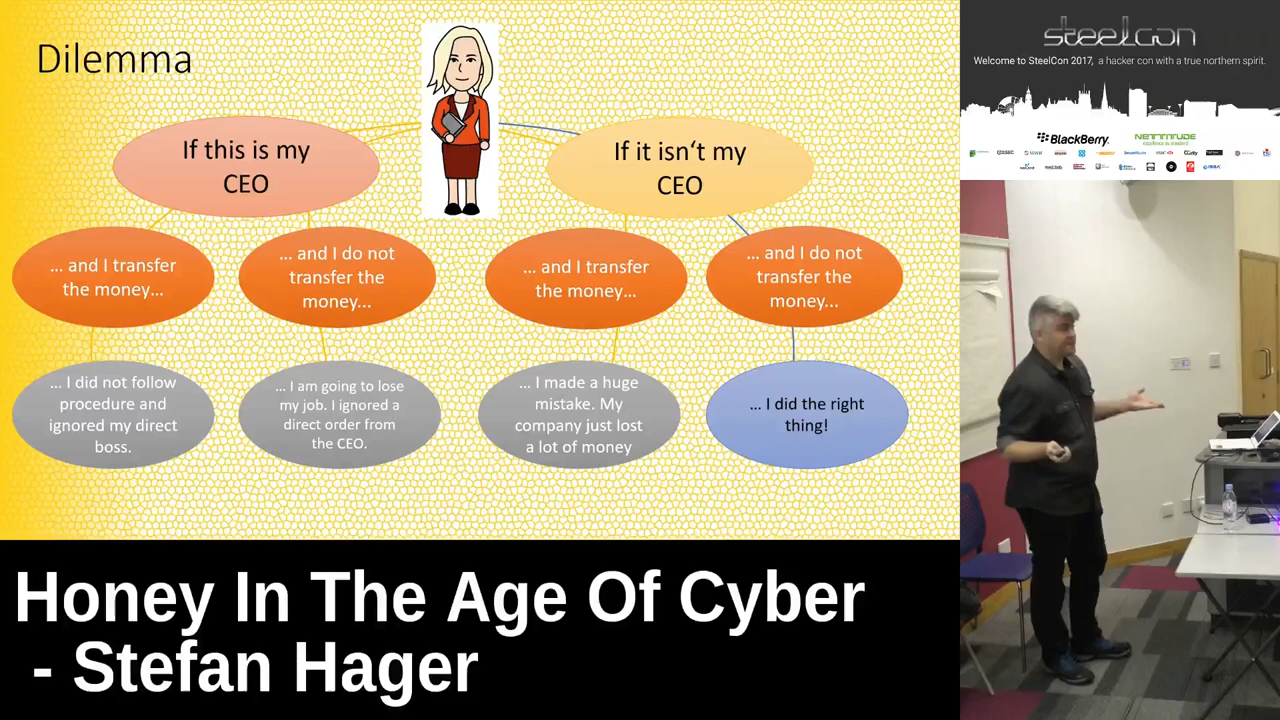 Dilemma
If this is my
CEO
If it isn‘t my
CEO
... and I transfer
the money...
... and I do not
transfer the
money...
... and I transfer
the money...
... and I do not
transfer the
money...
... I did not follow
procedure and
ignored my direct
boss.
... I am going to lose
my job. I ignored a
direct order from
the CEO.
... I made a huge
mistake. My
company just lost
a lot of money
... I did the right
thing!
steelcon
Welcome to SteelCon 2017, a hacker con with a true northern spirit.
BlackBerry
NETTITUDE
Honey In The Age Of Cyber
- Stefan Hager